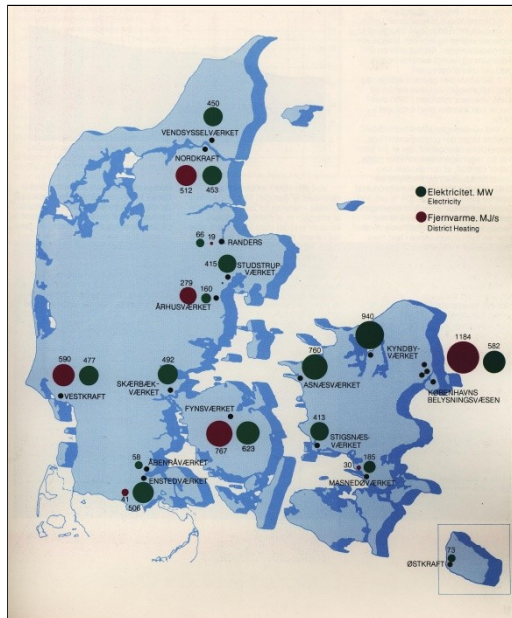 450
VENDSYSSELVÆRKET
NORDKRAFT
512
453
Elektricitet. MW
Electricity
Fjernvarme. MJ/s
District Heating
66
19
RANDERS
415
STUDSTRUP-
VÆRKET
279
160
ÅRHUSVÆRKET
940
KYNDBY-
VÆRKET
1184
582
760
ASNÆSVÆRKET
KØBENHAVNS
BELYSNINGSVÆSEN
590
477
VESTKRAFT
492
SKÆRBÆK-
VÆRKET
FYNSVÆRKET
767
623
413
STIGSNÆS-
VÆRKET
30
185
MASNEDØVÆRKET
58
ÅBENRÅVÆRKET
ENSTEDVÆRKET
41
506
73
ØSTKRAFT